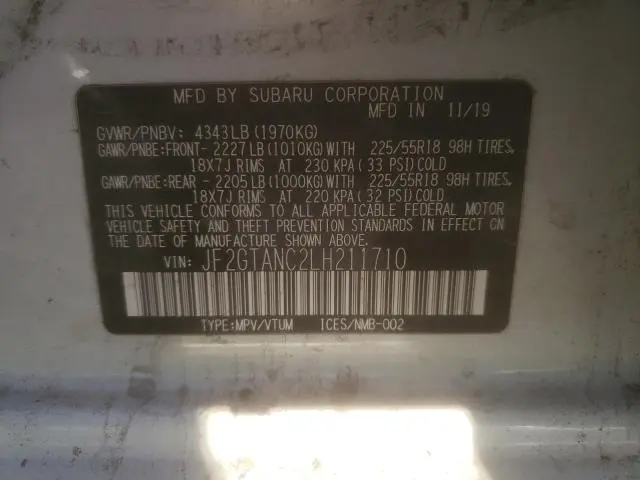 MFD BY SUBARU CORPORATION
MFD IN 11/19
GVWR/PNBV: 4343LB(1970KG)
GAWR/PNBE:FRONT- 2227LB(1010KG)WITH 225/55R18 98H TIRES,
18X7J RIMS AT 230 KPA(33 PSI)COLD
GAWR/PNBE:REAR - 2205LB(1000KG)WITH 225/55R18 98H TIRES,
18X7J RIMS AT 220 KPA(32 PSI)COLD
THIS VEHICLE CONFORMS TO ALL APPLICABLE FEDERAL MOTOR
VEHICLE SAFETY AND THEFT PREVENTION STANDARDS IN EFFECT ON
THE DATE OF MANUFACTURE SHOWN ABOVE.
VIN: JF2GTANC2LH211710
TYPE:MPV/VTUM ICES/NMB-002